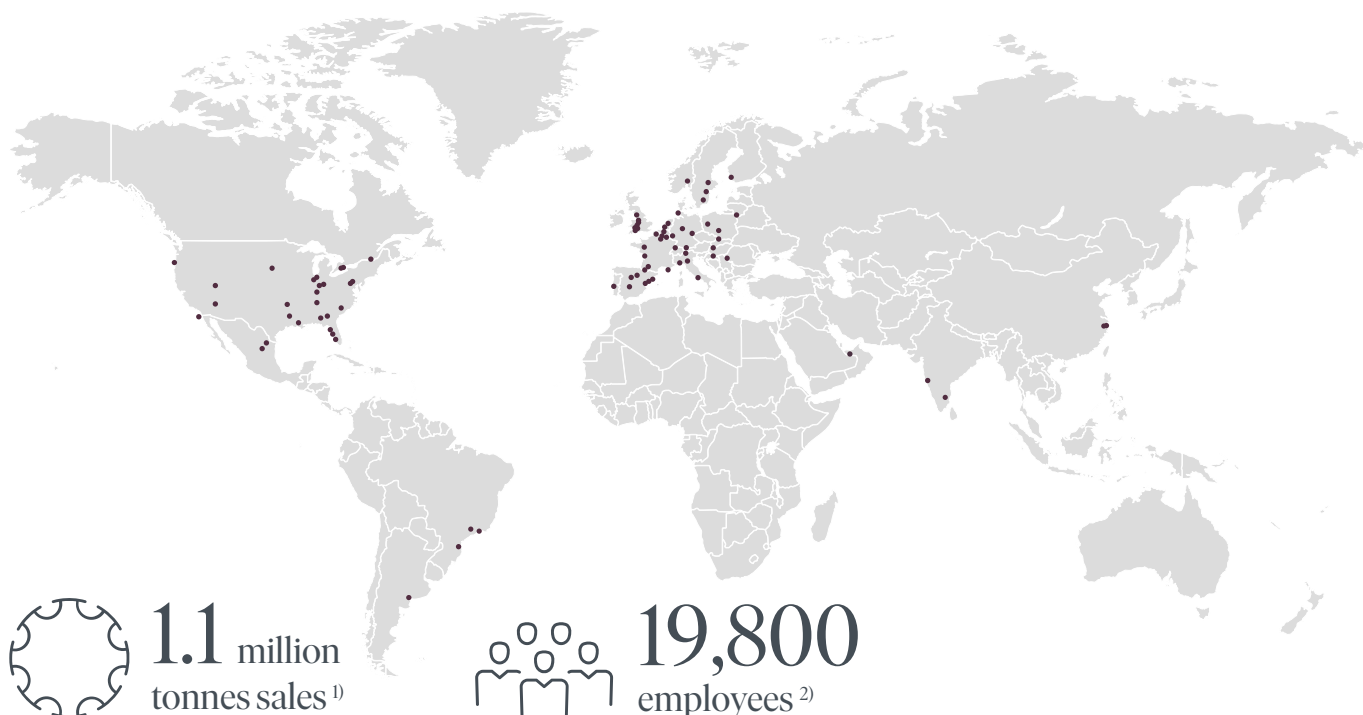 1.1 million
tonnes sales 1)
19,800
employees 2)